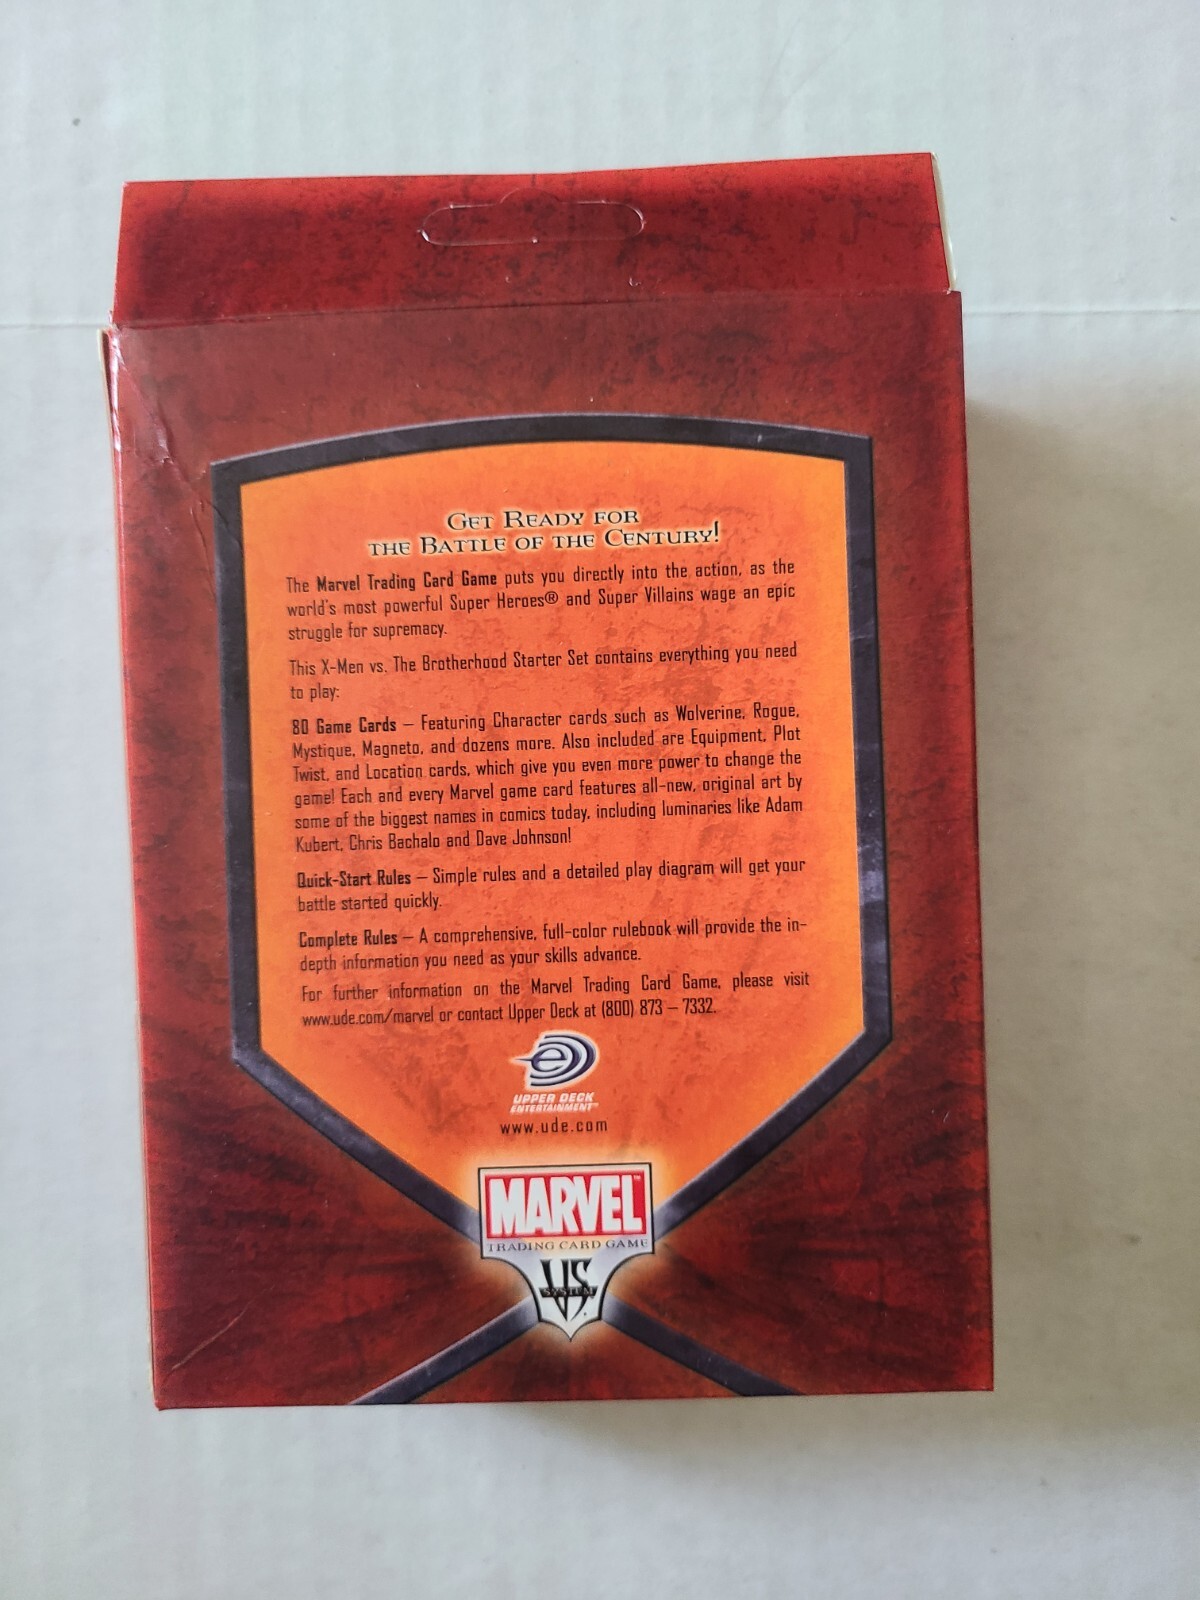 Get Ready for
the Battle of the Century!
The Marvel Trading Card Game puts you directly into the action, as the
world's most powerful Super Heroes® and Super Villains wage an epic
struggle for supremacy.
This X-Men vs. The Brotherhood Starter Set contains everything you need
to play:
80 Game Cards – Featuring Character cards such as Wolverine, Rogue,
Mystique, Magneto, and dozens more. Also included are Equipment, Plot
Twist, and Location cards, which give you even more power to change the
game! Each and every Marvel game card features all-new, original art by
some of the biggest names in comics today, including luminaries like Adam
Kubert, Chris Bachalo and Dave Johnson!
Quick-Start Rules – Simple rules and a detailed play diagram will get your
battle started quickly.
Complete Rules – A comprehensive, full-color rulebook will provide the in-
depth information you need as your skills advance.
For further information on the Marvel Trading Card Game, please visit
www.ude.com/marvel or contact Upper Deck at (800) 873 – 7332.
e
UPPER DECK
ENTERTAINMENT™
www.ude.com
MARVEL™
TRADING CARD GAME
VS.
SYSTEM